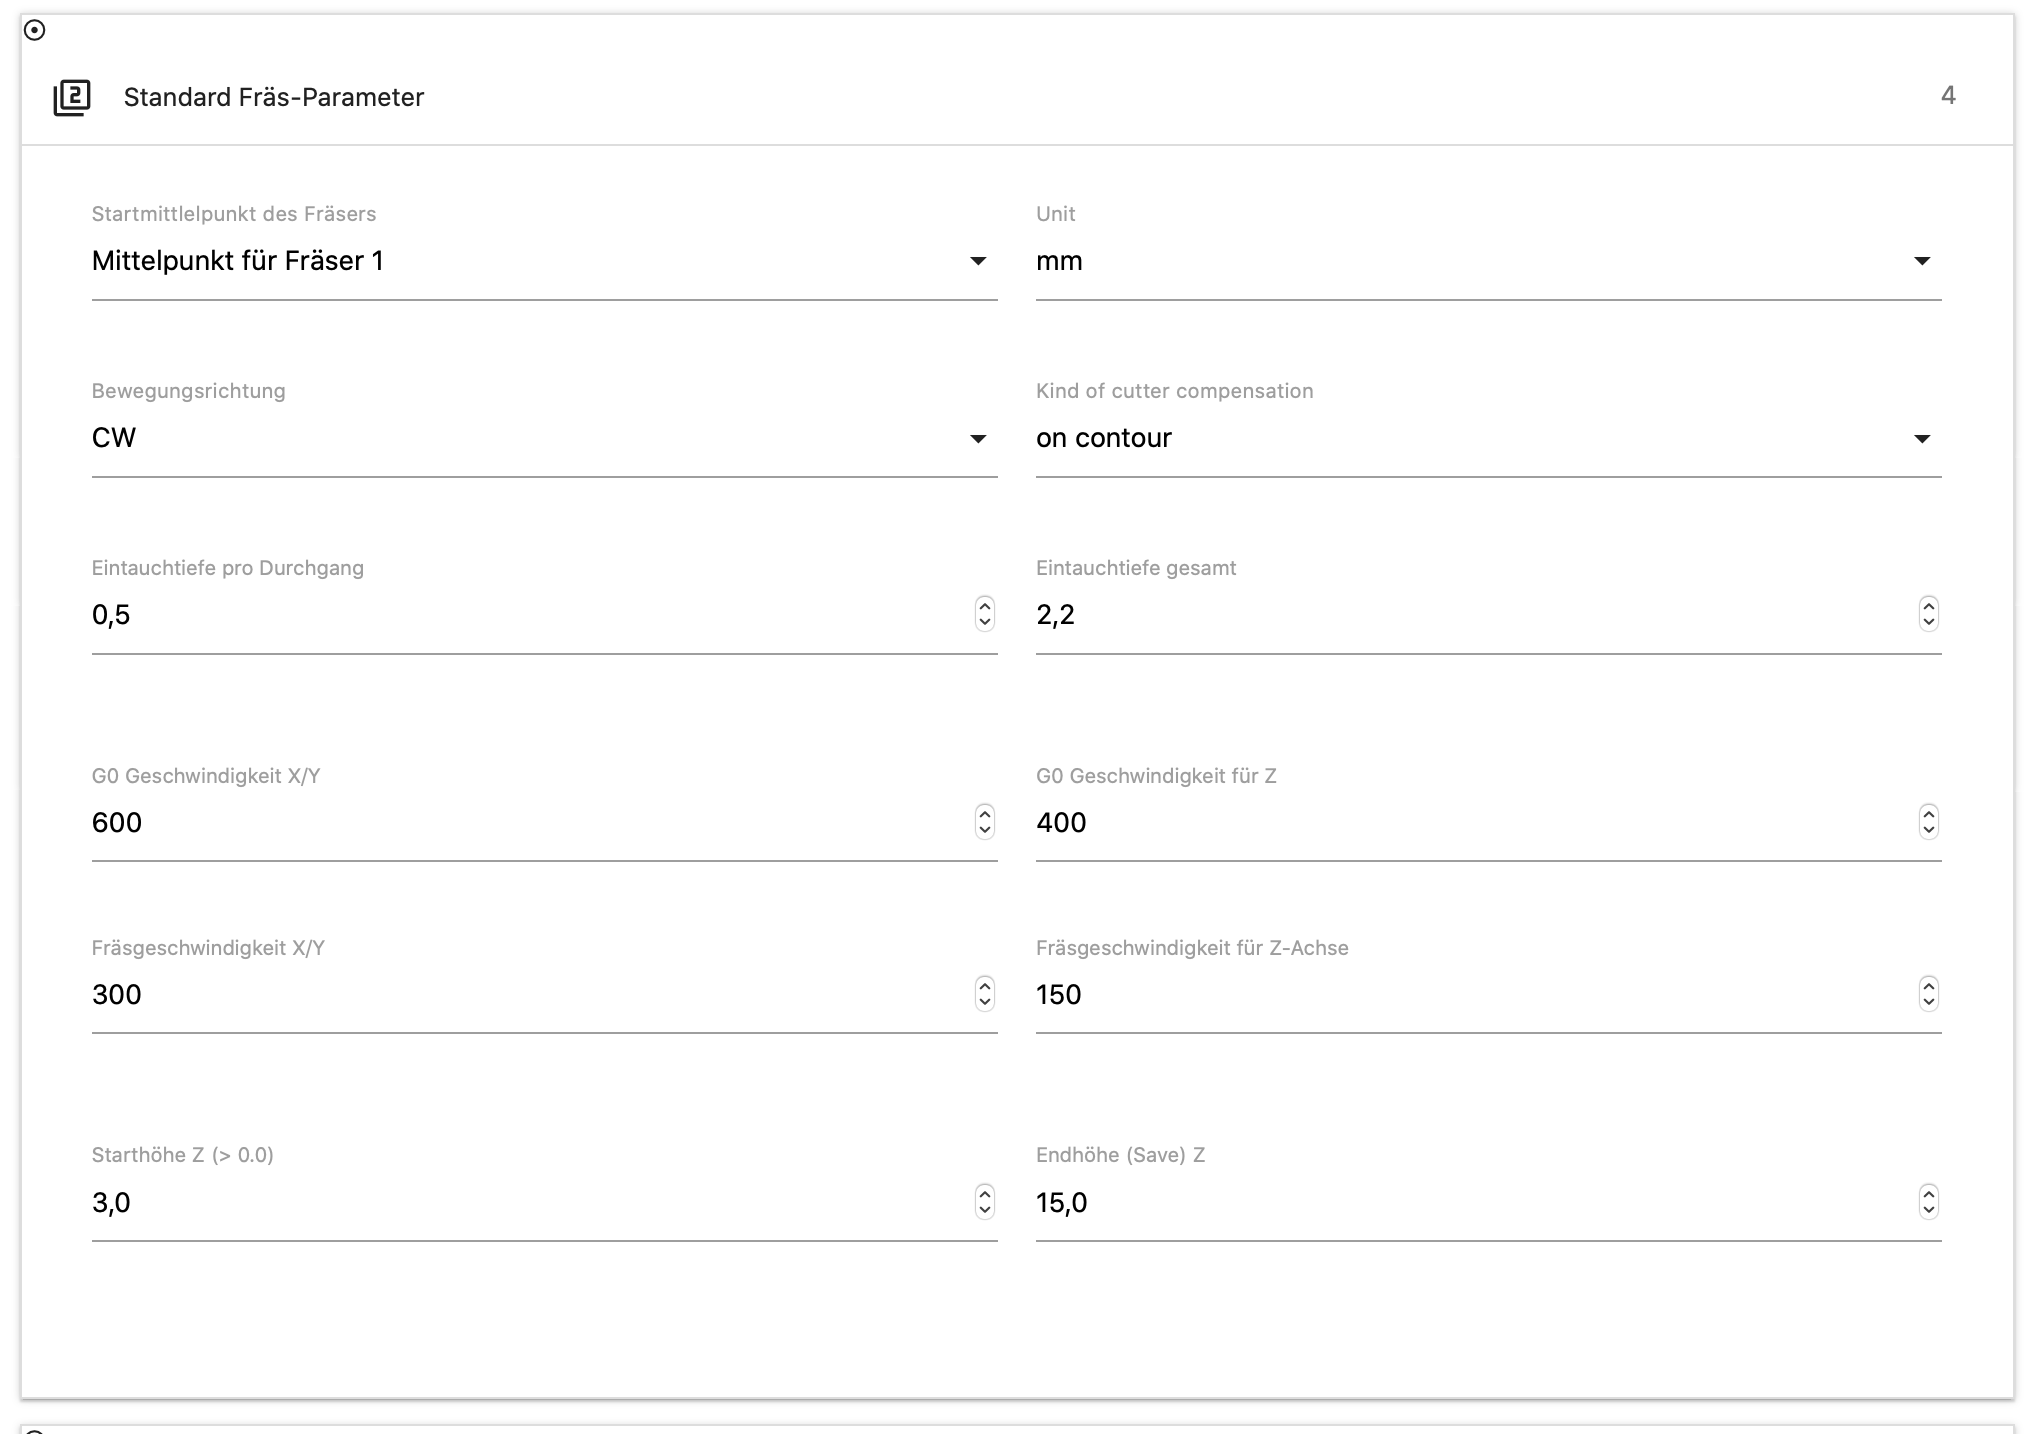 2
Standard Fräs-Parameter
4
Startmittlelpunkt des Fräsers
Unit
Mittelpunkt für Fräser 1
mm
Bewegungsrichtung
Kind of cutter compensation
CW
on contour
Eintauchtiefe pro Durchgang
Eintauchtiefe gesamt
0,5
2,2
G0 Geschwindigkeit X/Y
G0 Geschwindigkeit für Z
600
400
Fräsgeschwindigkeit X/Y
Fräsgeschwindigkeit für Z-Achse
300
150
Starthöhe Z (> 0.0)
Endhöhe (Save) Z
3,0
15,0